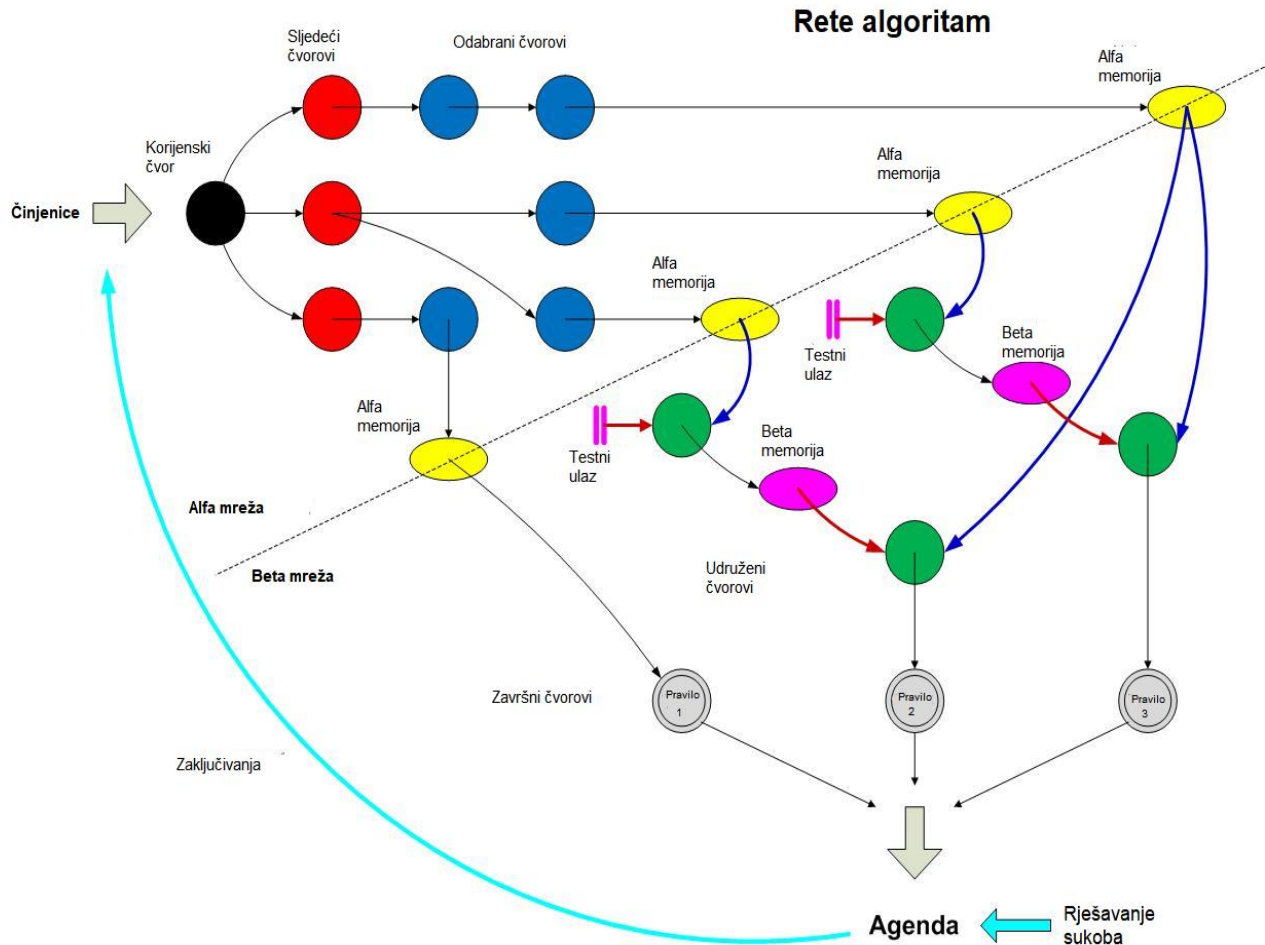 Rete algoritam
Sljedeći
čvorovi
Odabrani čvorovi
Alfa
memorija
Korijenski
čvor
Alfa
memorija
Činjenice
Alfa
memorija
Testni
ulaz
Beta
memorija
Alfa
memorija
Testni
ulaz
Beta
memorija
Alfa mreža
Beta mreža
Udruženi
čvorovi
Završni čvorovi
Pravilo
1
Pravilo
2
Pravilo
3
Zaključivanja
Agenda
Rješavanje
sukoba